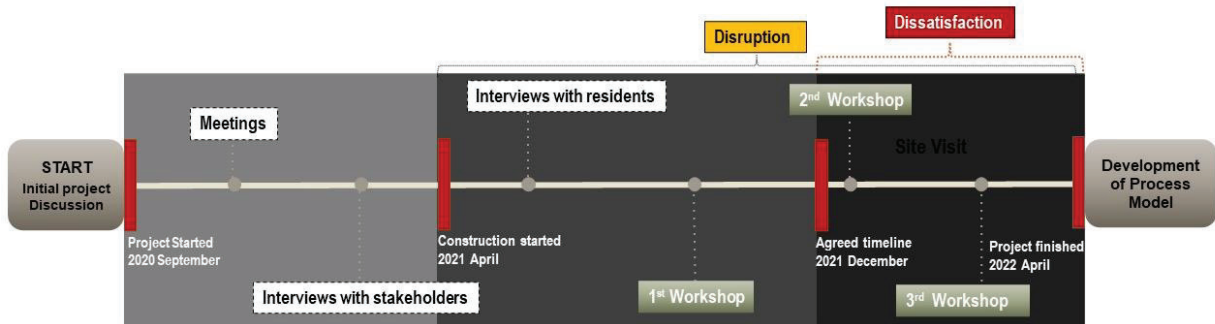 Dissatisfaction
Disruption
Interviews with residents
2nd Workshop
Meetings
Site Visit
START
Initial project
Discussion
Development
of Process
Model
Project Started
2020 September
Construction started
2021 April
Agreed timeline
2021 December
Project finished
2022 April
Interviews with stakeholders
1st Workshop
3rd Workshop